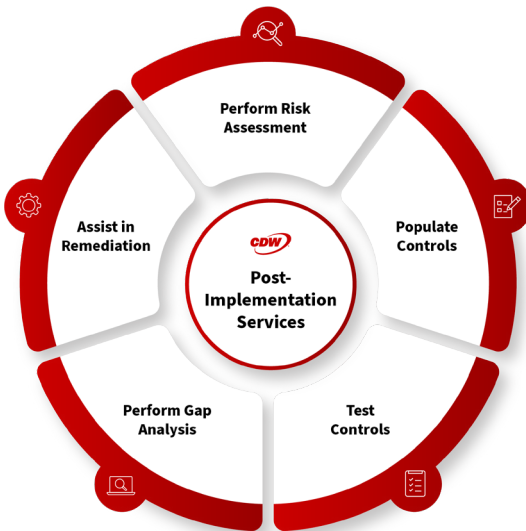 Perform Risk
Assessment
Populate
Controls
Test
Controls
Perform Gap
Analysis
Assist in
Remediation
CDW
Post-
Implementation
Services